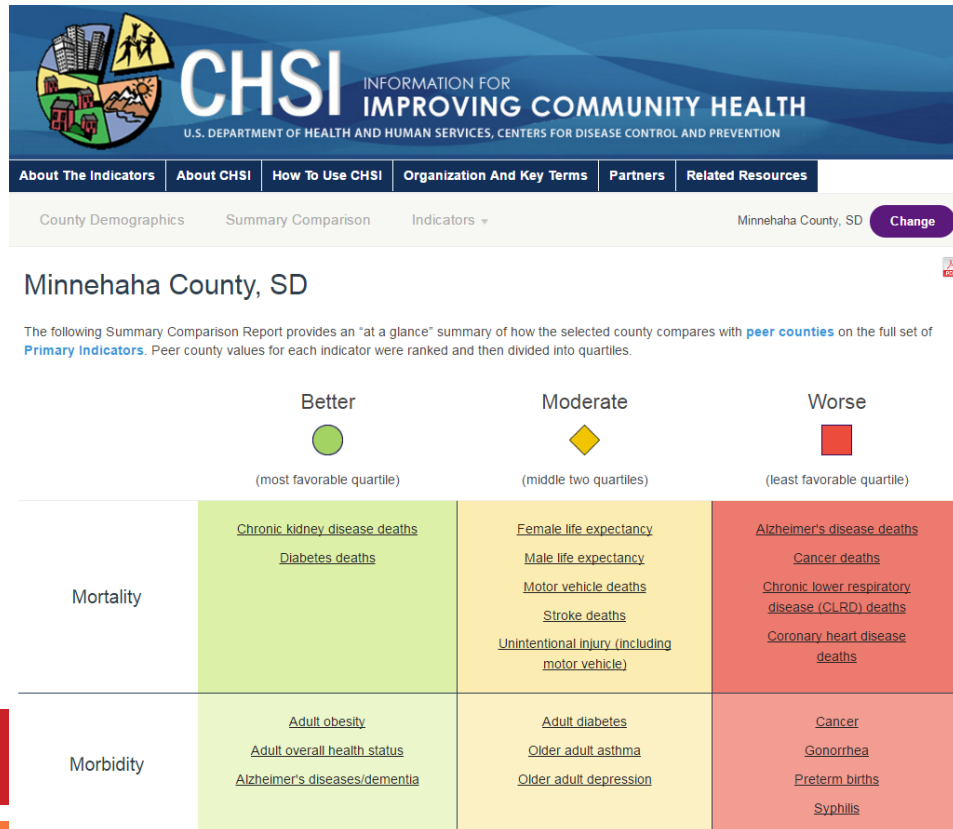 CHSI
INFORMATION FOR
IMPROVING COMMUNITY HEALTH
U.S. DEPARTMENT OF HEALTH AND HUMAN SERVICES, CENTERS FOR DISEASE CONTROL AND PREVENTION
About The Indicators About CHSI How To Use CHSI Organization And Key Terms Partners Related Resources
County Demographics Summary Comparison Indicators Minnehaha County, SD Change
Minnehaha County, SD
The following Summary Comparison Report provides an “at a glance” summary of how the selected county compares with peer counties on the full set of
Primary Indicators. Peer county values for each indicator were ranked and then divided into quartiles.
Better Moderate Worse
(most favorable quartile) (middle two quartiles) (least favorable quartile)
Mortality
Chronic kidney disease deaths
Diabetes deaths
Female life expectancy
Male life expectancy
Motor vehicle deaths
Stroke deaths
Unintentional injury (including
motor vehicle)
Alzheimer's disease deaths
Cancer deaths
Chronic lower respiratory
disease (CLRD) deaths
Coronary heart disease
deaths
Morbidity
Adult obesity
Adult overall health status
Alzheimer's diseases/dementia
Adult diabetes
Older adult asthma
Older adult depression
Cancer
Gonorrhea
Preterm births
Syphilis